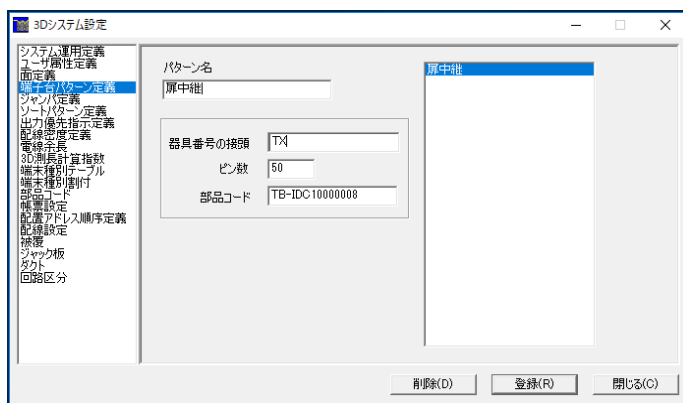 3Dシステム設定
システム運用定義
ユーザ属性定義
面定義
端子台パターン定義
ジャンパ定義
ソートパターン定義
出力優先指示定義
配線密度定義
電線余長
3D測長計算指数
端末種別テーブル
端末種別割付
部品コード
帳票設定
配置アドレス順序定義
配線設定
被覆
ジャック板
ダクト
回路区分
パターン名
扉中継
器具番号の接頭 TX
ピン数 50
部品コード TB-IDC10000008
扉中継
削除(D) 登録(R) 閉じる(C)